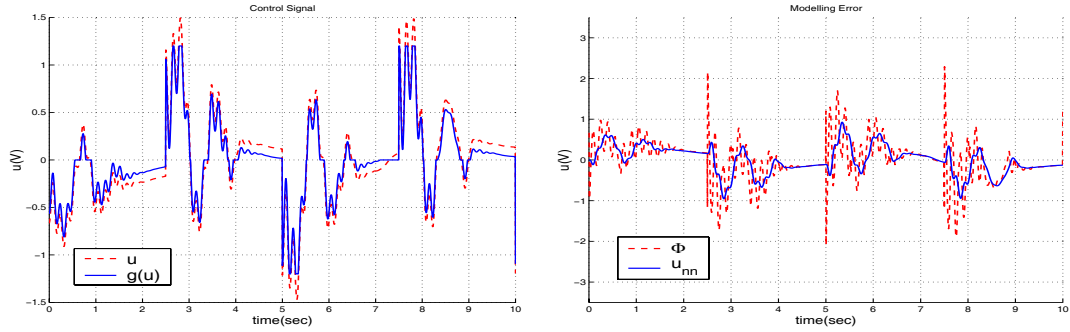 Control Signal
1.5
1
0.5
0
−0.5
−1
−1.5
u(V)
u
g(u)
0 1 2 3 4 5 6 7 8 9 10
time(sec)
Modelling Error
3
2
1
0
−1
−2
−3
u(V)
Φ
u_nn
0 1 2 3 4 5 6 7 8 9 10
time(sec)